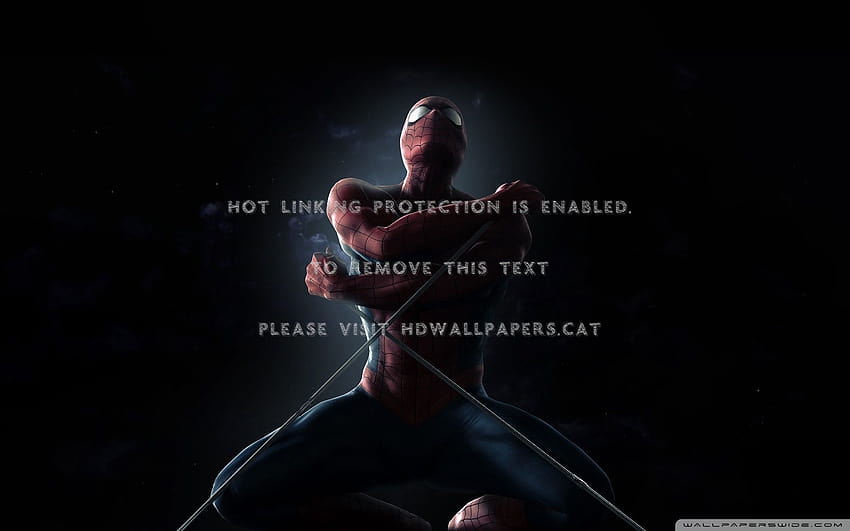 HOT LINKING PROTECTION IS ENABLED.
TO REMOVE THIS TEXT
PLEASE VISIT HDWALLPAPERS.CAT
WALLPAPERSWIDE.COM